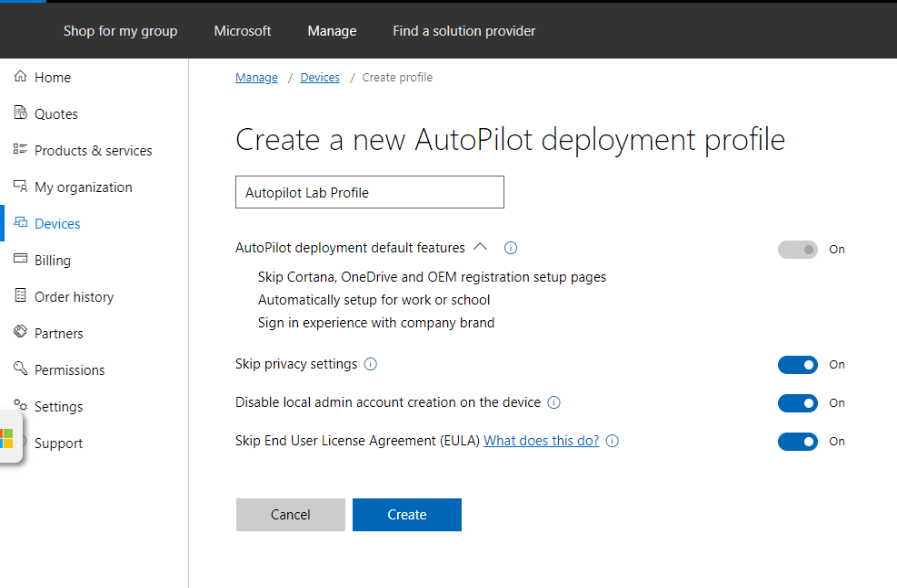 Shop for my group Microsoft Manage Find a solution provider
Home
Quotes
Products & services
My organization
Devices
Billing
Order history
Partners
Permissions
Settings
Support
Manage / Devices / Create profile
Create a new AutoPilot deployment profile
Autopilot Lab Profile
AutoPilot deployment default features On
Skip Cortana, OneDrive and OEM registration setup pages
Automatically setup for work or school
Sign in experience with company brand
Skip privacy settings On
Disable local admin account creation on the device On
Skip End User License Agreement (EULA) What does this do? On
Cancel Create